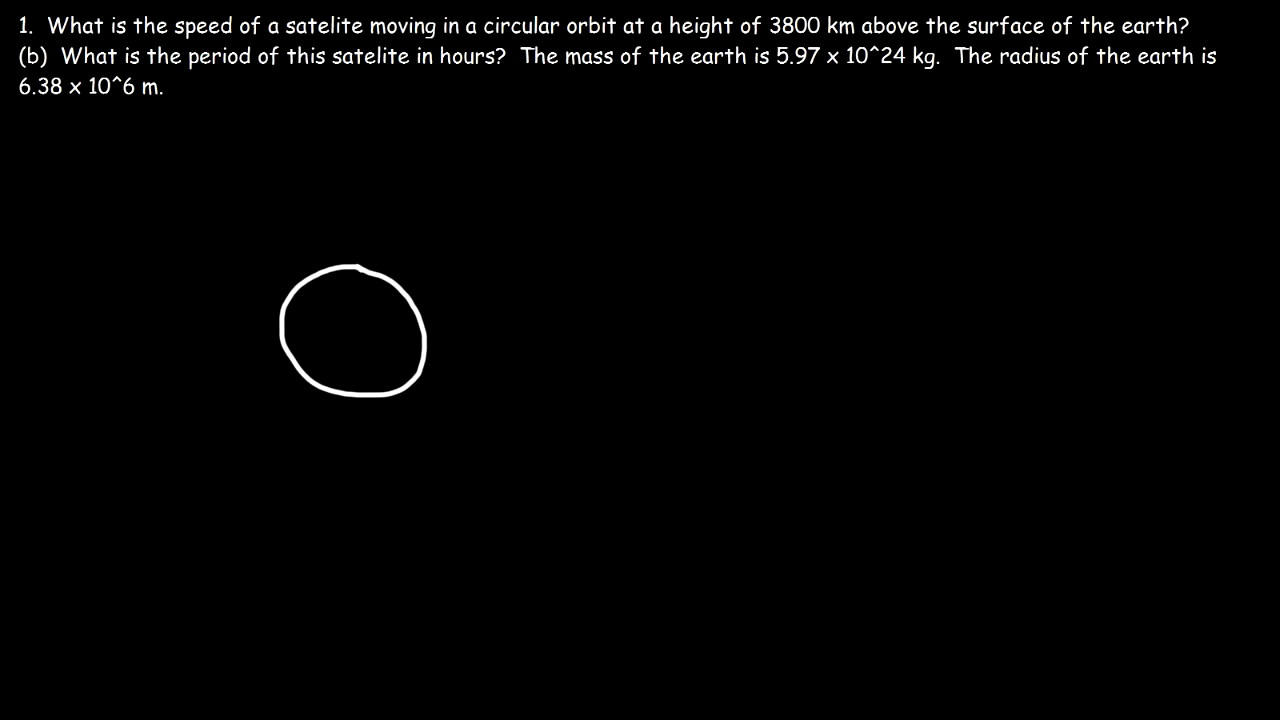 1.  What is the speed of a satelite moving in a circular orbit at a height of 3800 km above the surface of the earth?
(b)  What is the period of this satelite in hours?  The mass of the earth is 5.97 x 10^24 kg.  The radius of the earth is
6.38 x 10^6 m.